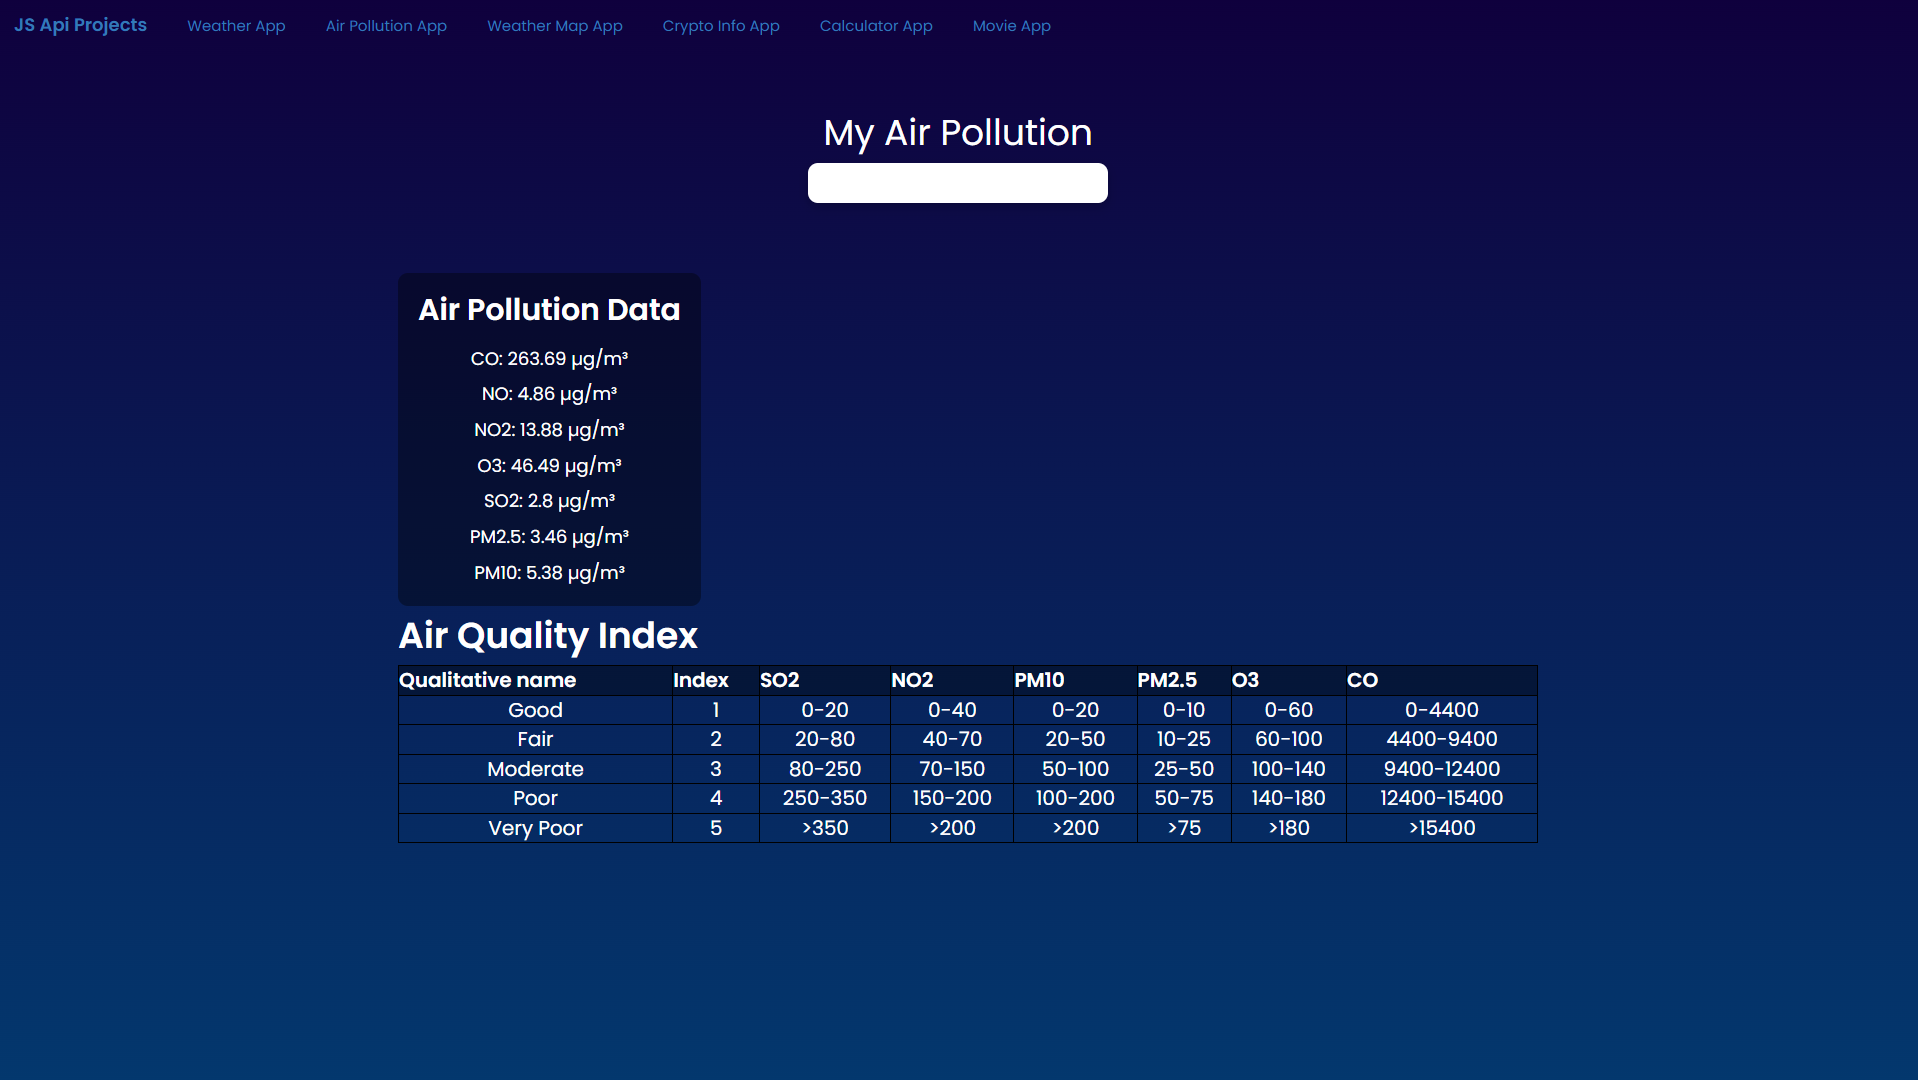 JS Api Projects Weather App Air Pollution App Weather Map App Crypto Info App Calculator App Movie App
My Air Pollution
Air Pollution Data
CO: 263.69 µg/m³
NO: 4.86 µg/m³
NO2: 13.88 µg/m³
O3: 46.49 µg/m³
SO2: 2.8 µg/m³
PM2.5: 3.46 µg/m³
PM10: 5.38 µg/m³
Air Quality Index
Qualitative name Index SO2 NO2 PM10 PM2.5 O3 CO
Good 1 0-20 0-40 0-20 0-10 0-60 0-4400
Fair 2 20-80 40-70 20-50 10-25 60-100 4400-9400
Moderate 3 80-250 70-150 50-100 25-50 100-140 9400-12400
Poor 4 250-350 150-200 100-200 50-75 140-180 12400-15400
Very Poor 5 >350 >200 >200 >75 >180 >15400